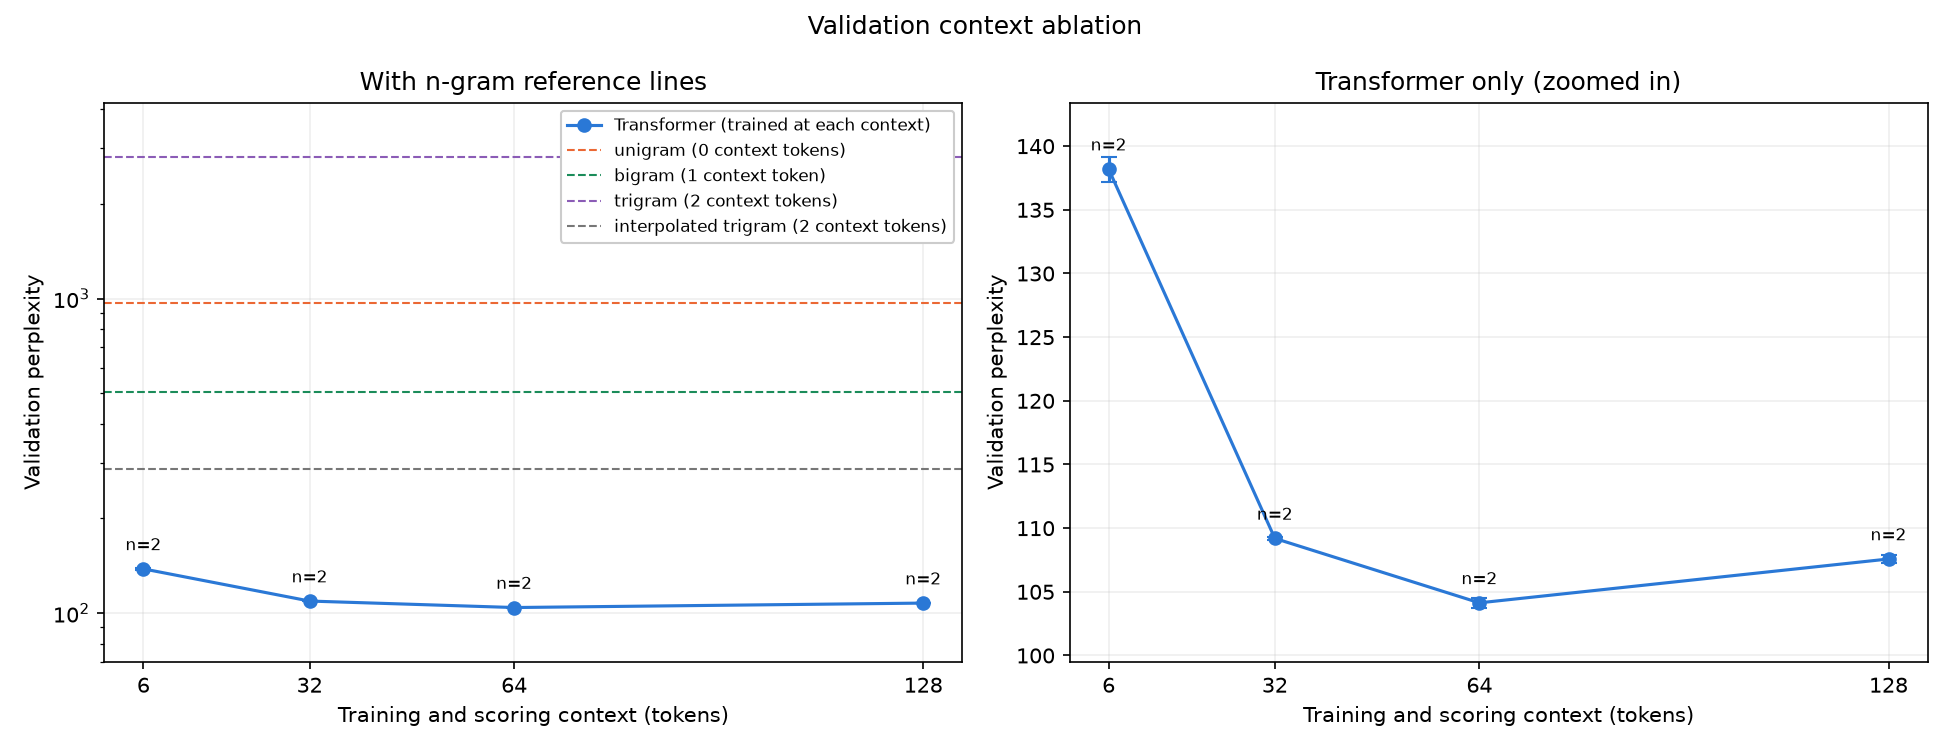 Validation context ablation
With n-gram reference lines
Validation perplexity
10³
10²
Transformer (trained at each context)
unigram (0 context tokens)
bigram (1 context token)
trigram (2 context tokens)
interpolated trigram (2 context tokens)
n=2
n=2
n=2
n=2
6 32 64 128
Training and scoring context (tokens)
Transformer only (zoomed in)
Validation perplexity
140
135
130
125
120
115
110
105
100
n=2
n=2
n=2
n=2
6 32 64 128
Training and scoring context (tokens)